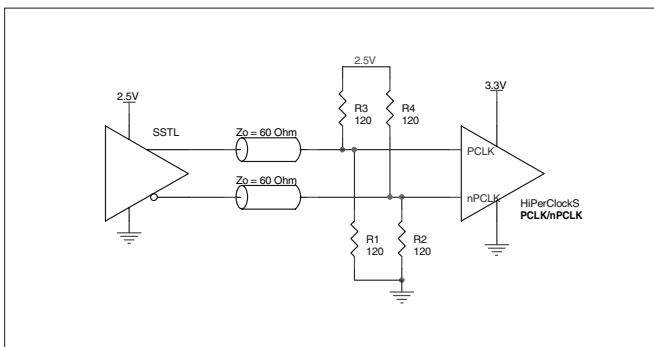 2.5V
SSTL
Zo = 60 Ohm
Zo = 60 Ohm
2.5V
R3
120
R4
120
3.3V
PCLK
nPCLK
HiPerClockS
PCLK/nPCLK
R1
120
R2
120